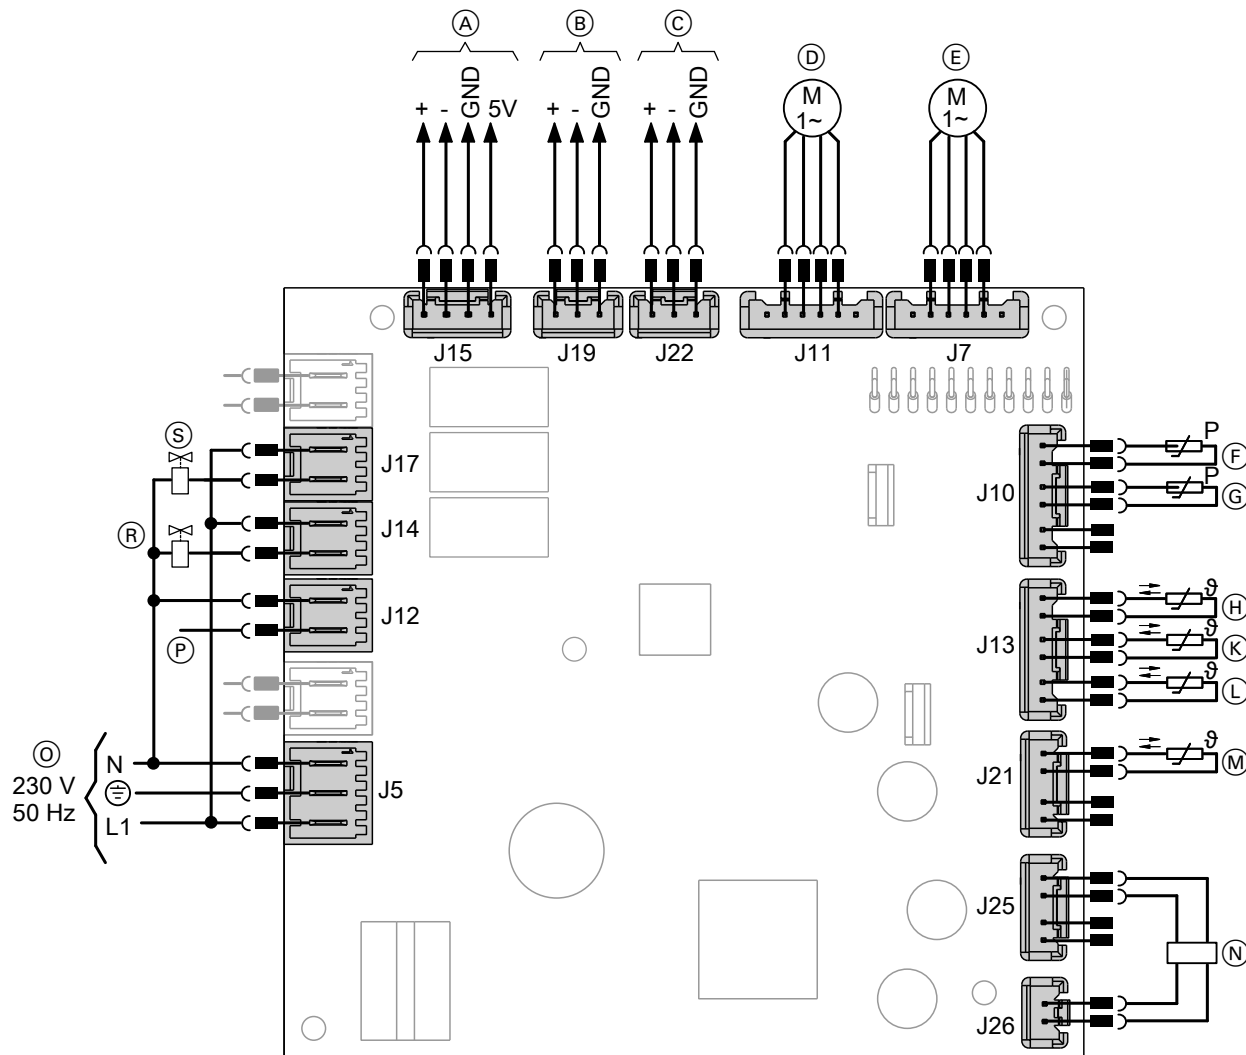 Ⓐ Ⓑ Ⓒ
Ⓓ Ⓔ
+ - GND 5V + - GND + - GND
M 1~ M 1~
J15 J19 J22 J11 J7
Ⓢ J17
Ⓡ J14
J12
Ⓟ
Ⓞ
230 V
50 Hz
N
L1
J5
J10 P Ⓕ
P Ⓖ
J13 ϑ Ⓗ
ϑ Ⓚ
ϑ Ⓛ
J21 ϑ Ⓜ
J25
Ⓝ
J26